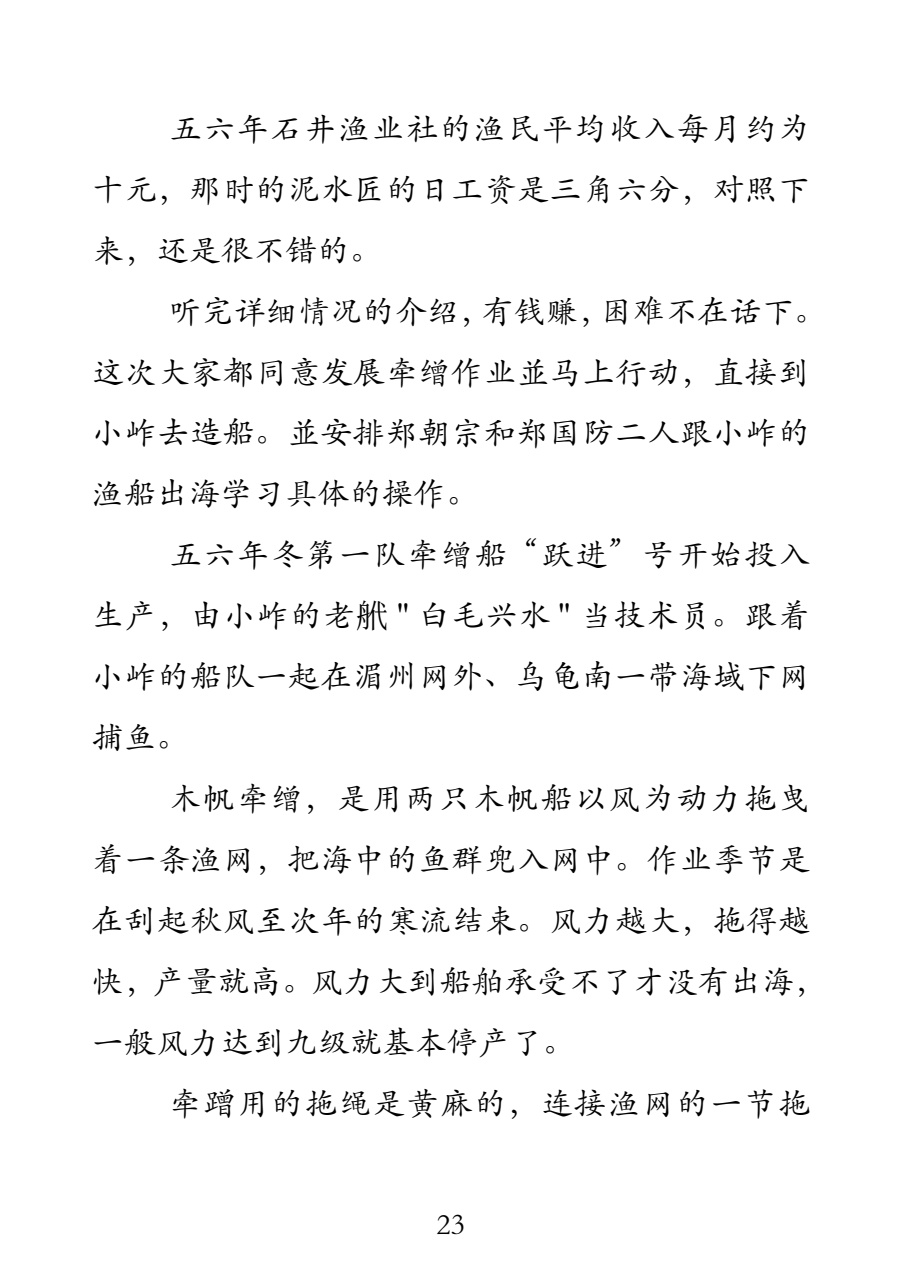 五六年石井渔业社的渔民平均收入每月约为
十元，那时的泥水匠的日工资是三角六分，对照下
来，还是很不错的。
听完详细情况的介绍，有钱赚，困难不在话下。
这次大家都同意发展牵缯作业並马上行动，直接到
小岞去造船。並安排郑朝宗和郑国防二人跟小岞的
渔船出海学习具体的操作。
五六年冬第一队牵缯船“跃进”号开始投入
生产，由小岞的老舧"白毛兴水"当技术员。跟着
小岞的船队一起在湄州网外、乌龟南一带海域下网
捕鱼。
木帆牵缯，是用两只木帆船以风为动力拖曳
着一条渔网，把海中的鱼群兜入网中。作业季节是
在刮起秋风至次年的寒流结束。风力越大，拖得越
快，产量就高。风力大到船舶承受不了才没有出海，
一般风力达到九级就基本停产了。
牵蹭用的拖绳是黄麻的，连接渔网的一节拖
23